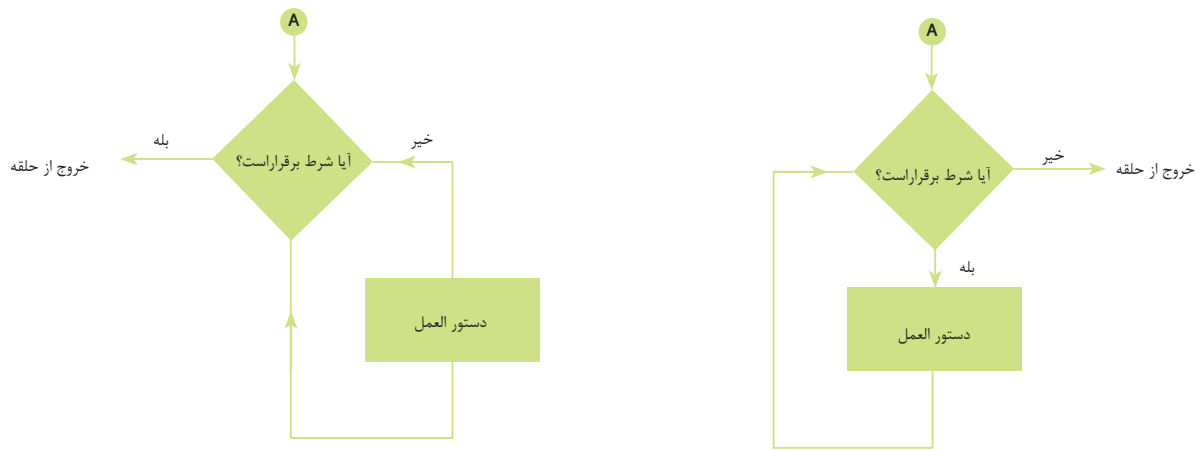 A
آیا شرط برقراراست؟
خیر
خروج از حلقه
بله
دستور العمل
A
آیا شرط برقراراست؟
خیر
بله
خروج از حلقه
دستور العمل